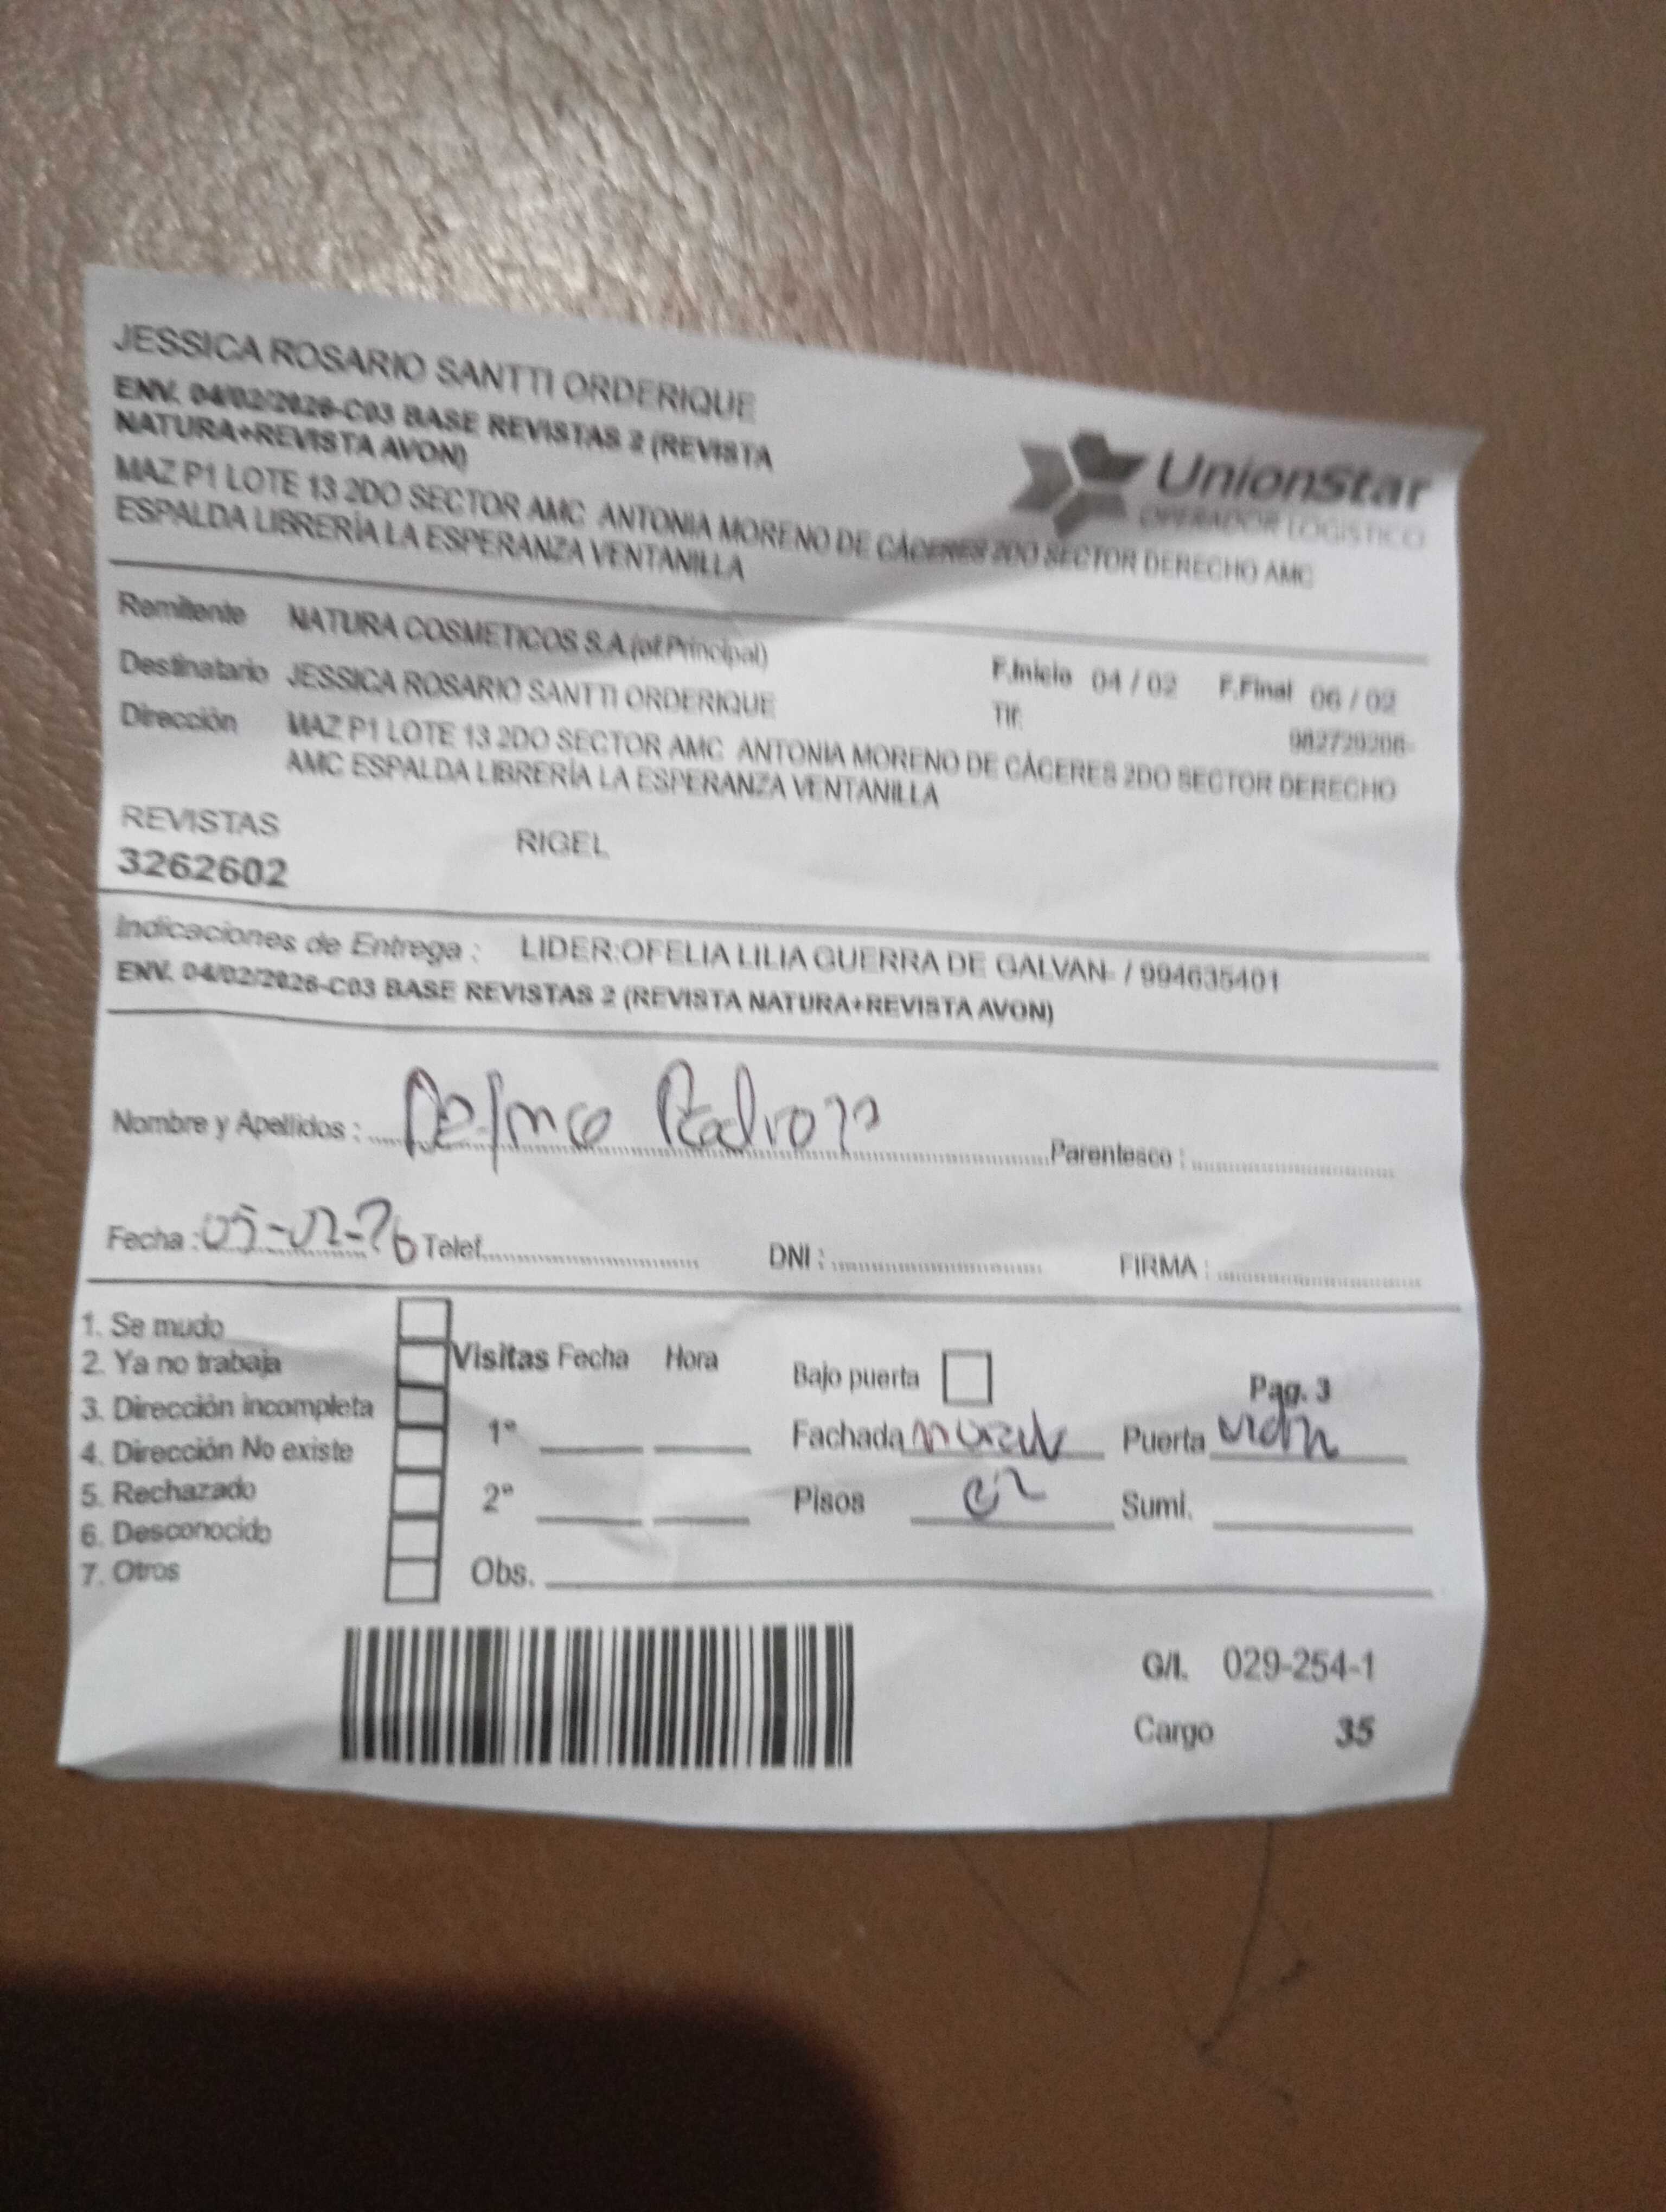 JESSICA ROSARIO SANTTI ORDERIQUE
ENV. 04/02/2026-C03 BASE REVISTAS 2 (REVISTA
NATURA+REVISTA AVON)
MAZ P1 LOTE 13 2DO SECTOR AMC ANTONIA MORENO DE CÁCERES 2DO SECTOR DERECHO AMC
ESPALDA LIBRERÍA LA ESPERANZA VENTANILLA
UnionStar
OPERADOR LOGÍSTICO
Remitente NATURA COSMETICOS S.A.(of.Principal)
F.Inicio 04 / 02 F.Final 06 / 02
Destinatario JESSICA ROSARIO SANTTI ORDERIQUE
Tlf: 982729206-
Dirección MAZ P1 LOTE 13 2DO SECTOR AMC ANTONIA MORENO DE CÁCERES 2DO SECTOR DERECHO
AMC ESPALDA LIBRERÍA LA ESPERANZA VENTANILLA
REVISTAS RIGEL
3262602
Indicaciones de Entrega : LIDER:OFELIA LILIA GUERRA DE GALVAN- / 994635401
ENV. 04/02/2026-C03 BASE REVISTAS 2 (REVISTA NATURA+REVISTA AVON)
Nombre y Apellidos : Parentesco :
Fecha : 05-02-26 Telef. DNI : FIRMA :
1. Se mudo
2. Ya no trabaja
3. Dirección incompleta
4. Dirección No existe
5. Rechazado
6. Desconocido
7. Otros
Visitas Fecha Hora
1°
2°
Obs.
Bajo puerta Pag. 3
Fachada Puerta
Pisos Sumi.
G/I. 029-254-1
Cargo 35